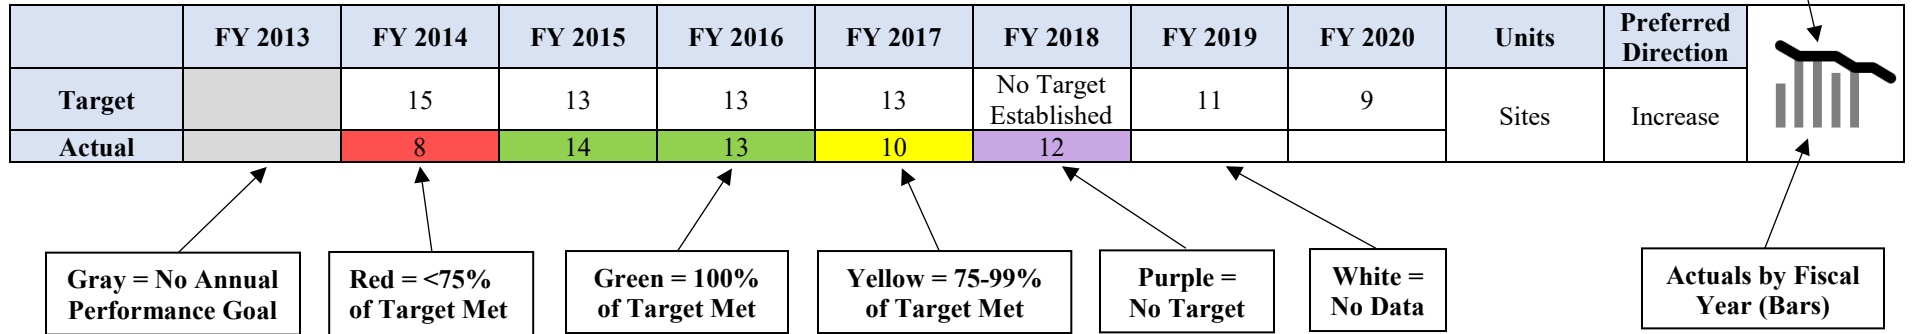 FY 2013 FY 2014 FY 2015 FY 2016 FY 2017 FY 2018 FY 2019 FY 2020 Units Preferred
Direction
Target 15 13 13 13 No Target
Established 11 9 Sites Increase
Actual 8 14 13 10 12
Gray = No Annual
Performance Goal
Red = <75%
of Target Met
Green = 100%
of Target Met
Yellow = 75-99%
of Target Met
Purple =
No Target
White =
No Data
Actuals by Fiscal
Year (Bars)